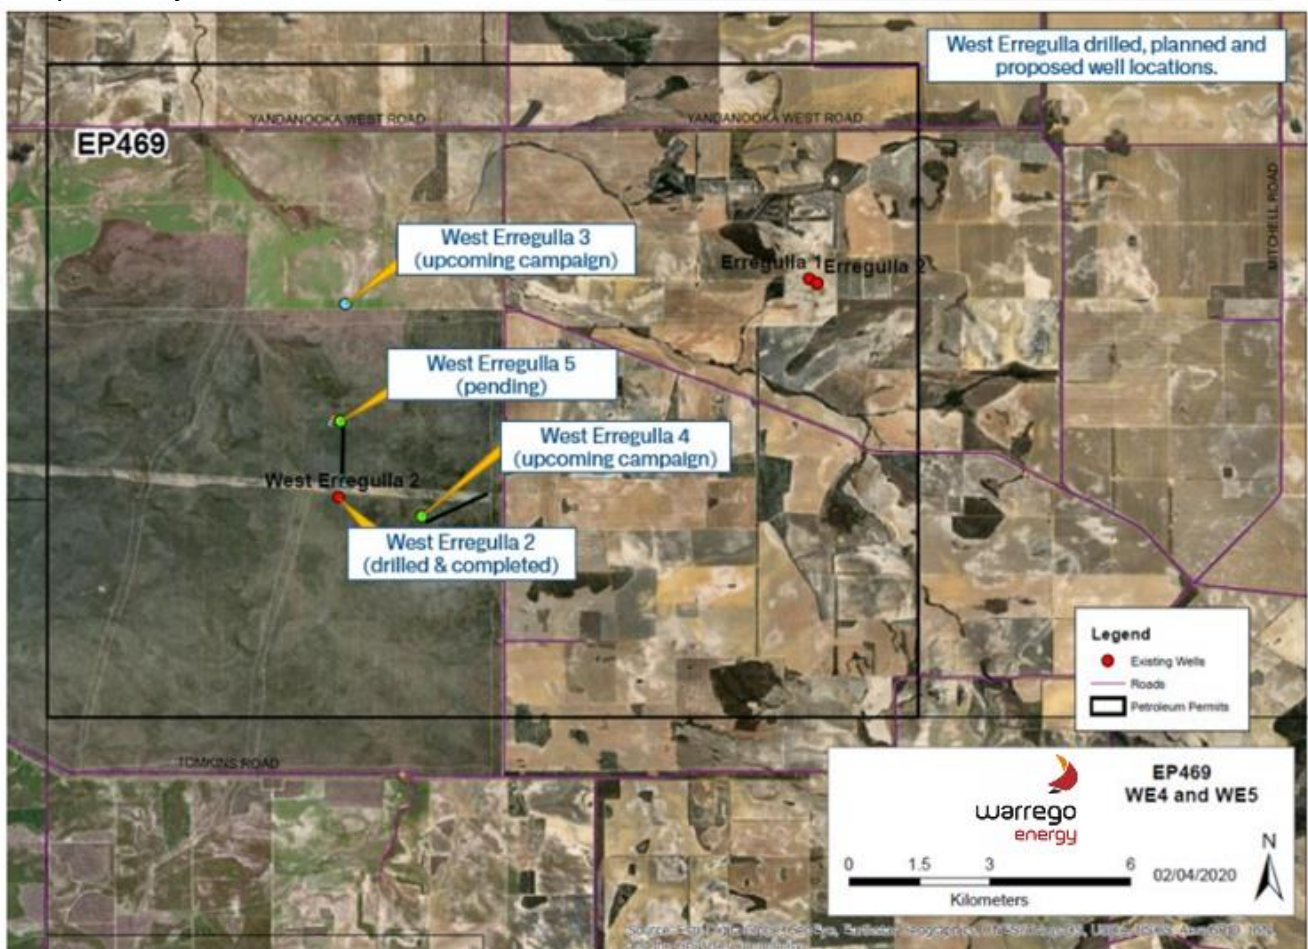 West Erregulla drilled, planned and
proposed well locations.
YANDANOOKA WEST ROAD
YANDANOOKA WEST ROAD
EP469
MITCHELL ROAD
West Erregulla 3
(upcoming campaign)
Erregulla 1
Erregulla 2
West Erregulla 5
(pending)
West Erregulla 4
(upcoming campaign)
West Erregulla 2
West Erregulla 2
(drilled & completed)
Legend
Existing Wells
Roads
Petroleum Permits
TOMKINS ROAD
EP469
WE4 and WE5
warrego
energy
N
0 1.5 3 6
Kilometers
02/04/2020